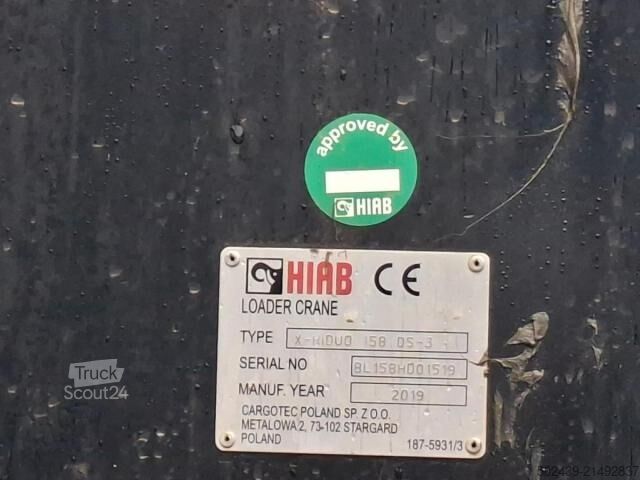 approved by
HIAB
HIAB CE
LOADER CRANE
TYPE X-HIDUO 158 DS-3
SERIAL NO BL158HD01519
MANUF. YEAR 2019
CARGOTEC POLAND SP. Z O.O.
METALOWA 2, 73-102 STARGARD
POLAND 187-5931/3
Truck
Scout24